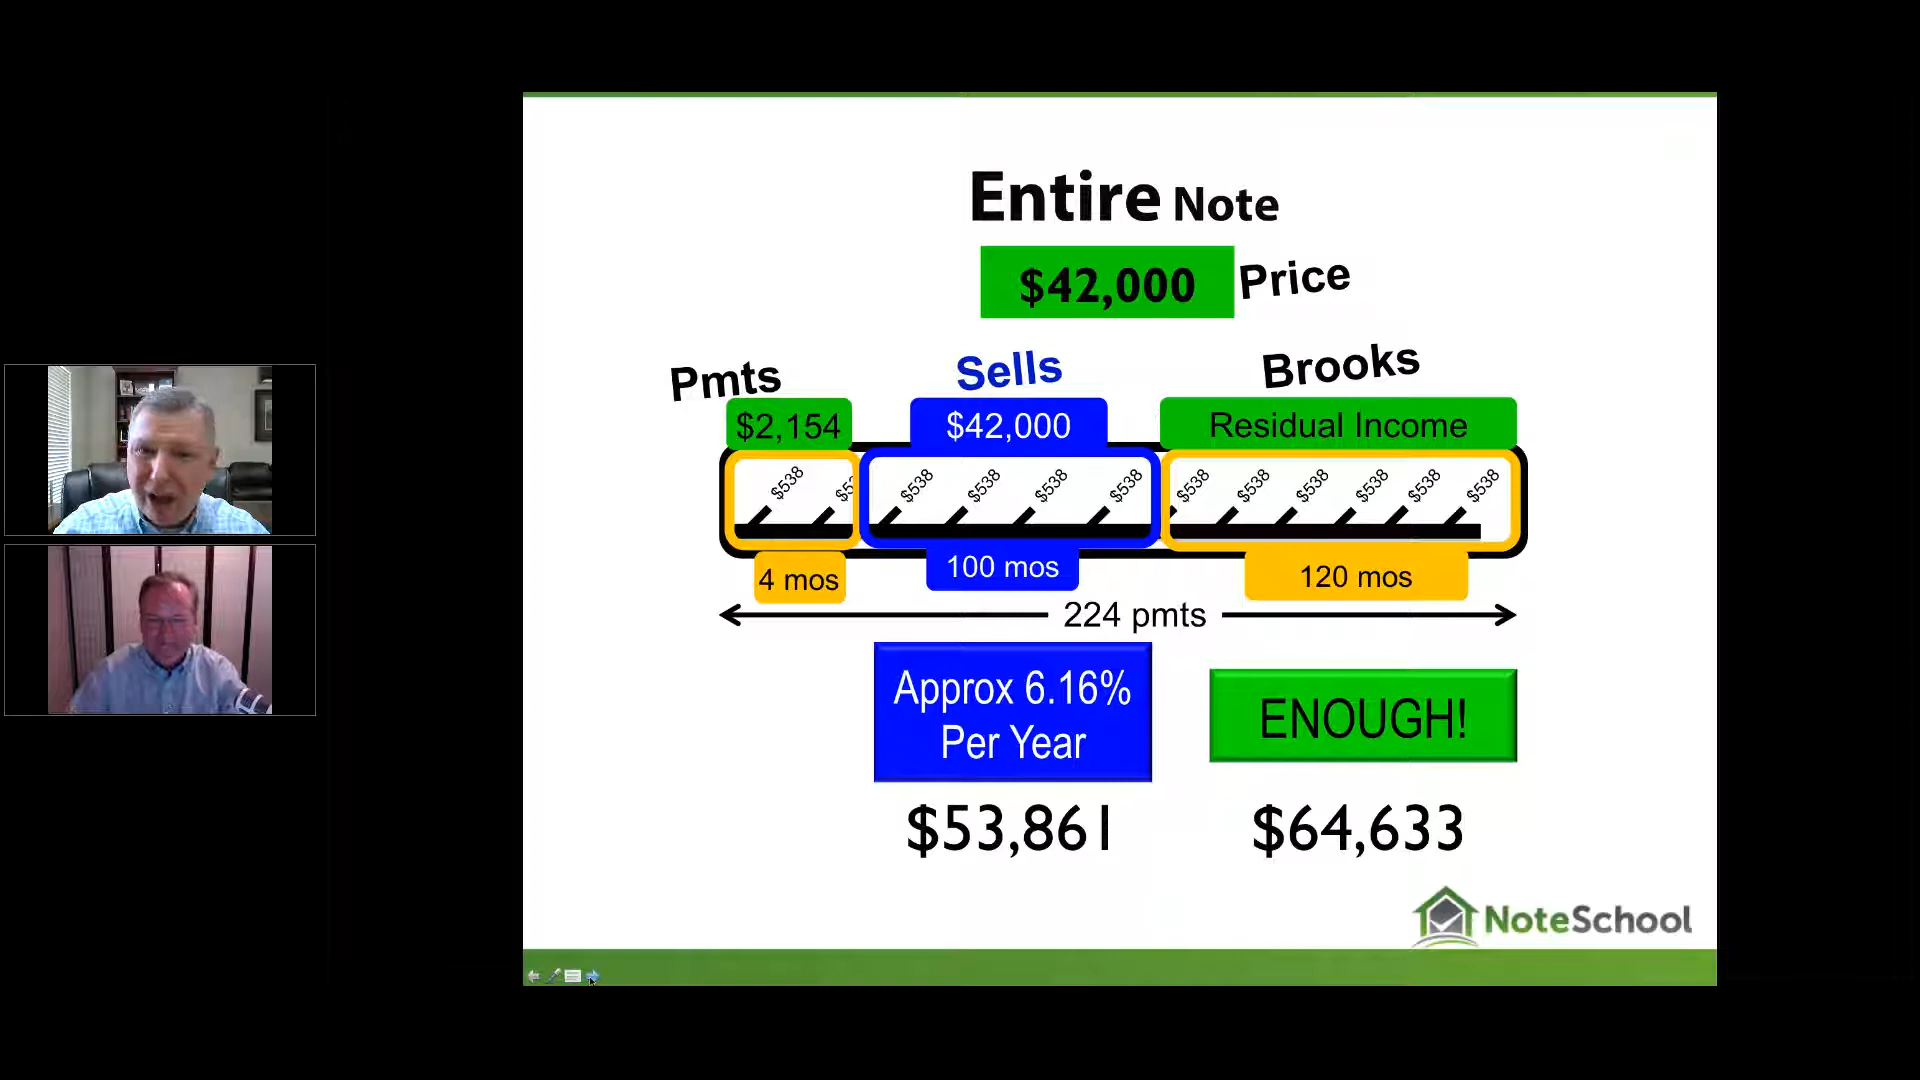 Entire Note
$42,000 Price
Pmts Sells Brooks
$2,154 $42,000 Residual Income
$538 $538 $538 $538 $538 $538 $538 $538 $538 $538 $538
4 mos 100 mos 120 mos
224 pmts
Approx 6.16%
Per Year
ENOUGH!
$53,861 $64,633
NoteSchool